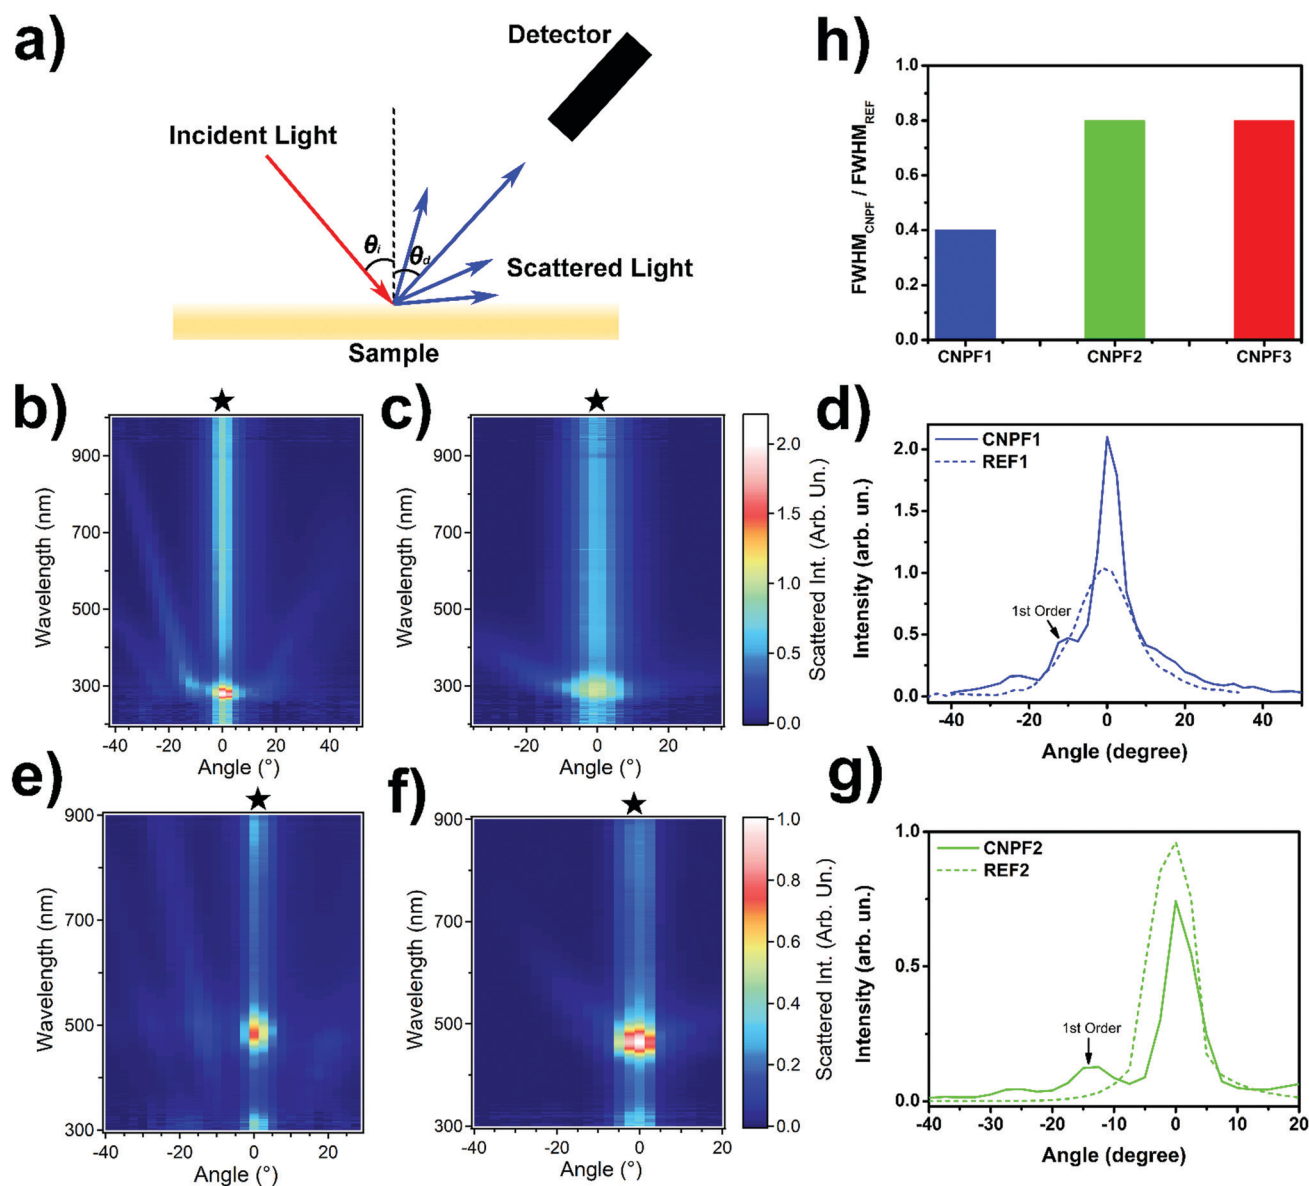 a)
Detector
Incident Light
θi
θd
Scattered Light
Sample
h)
FWHM_CNPF / FWHM_REF
1.0
0.8
0.6
0.4
0.2
0.0
CNPF1
CNPF2
CNPF3
b)
★
Wavelength (nm)
900
700
500
300
-40
-20
0
20
40
Angle (°)
c)
★
Wavelength (nm)
900
700
500
300
-20
0
20
Angle (°)
2.0
1.5
1.0
0.5
0.0
Scattered Int. (Arb. Un.)
d)
CNPF1
REF1
1st Order
Intensity (arb. un.)
2.0
1.5
1.0
0.5
0.0
-40
-20
0
20
40
Angle (degree)
e)
★
Wavelength (nm)
900
700
500
300
-40
-20
0
20
Angle (°)
f)
★
Wavelength (nm)
900
700
500
300
-40
-20
0
20
Angle (°)
1.0
0.8
0.6
0.4
0.2
0.0
Scattered Int. (Arb. Un.)
g)
CNPF2
REF2
1st Order
Intensity (arb. un.)
1.0
0.5
0.0
-40
-30
-20
-10
0
10
20
Angle (degree)